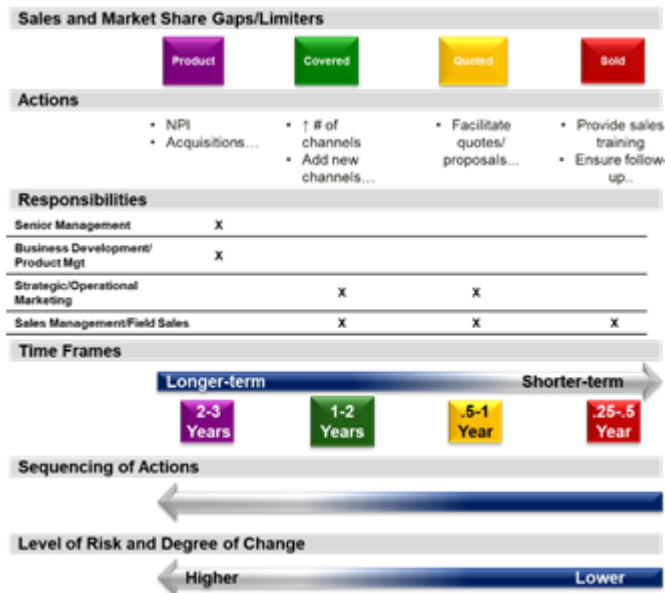 Sales and Market Share Gaps/Limiters
Product Covered Quoted Sold
Actions
• NPI
• Acquisitions…
• ↑ # of channels
• Add new channels…
• Facilitate quotes/ proposals…
• Provide sales training
• Ensure follow-up..
Responsibilities
Senior Management X
Business Development/
Product Mgt X
Strategic/Operational
Marketing X X
Sales Management/Field Sales X X X
Time Frames
Longer-term Shorter-term
2-3 Years
1-2 Years
.5-1 Year
.25-.5 Year
Sequencing of Actions
Level of Risk and Degree of Change
Higher Lower